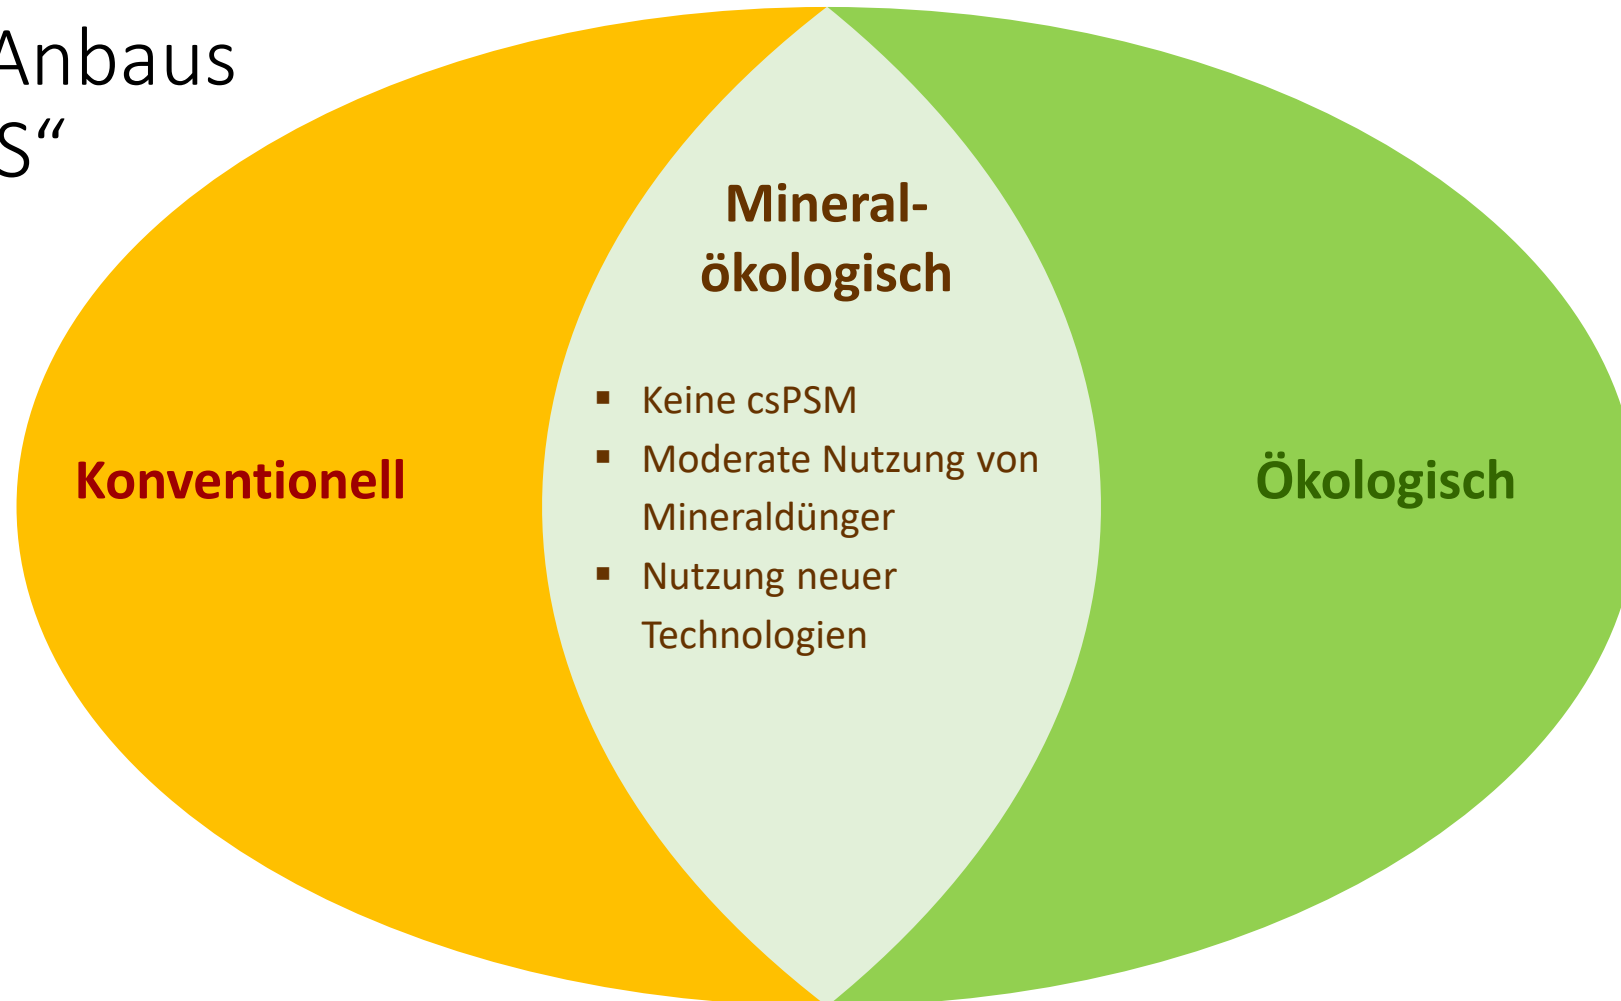 Anbaus
S“
Mineral-
ökologisch
▪ Keine csPSM
▪ Moderate Nutzung von
Mineraldünger
▪ Nutzung neuer
Technologien
Konventionell
Ökologisch